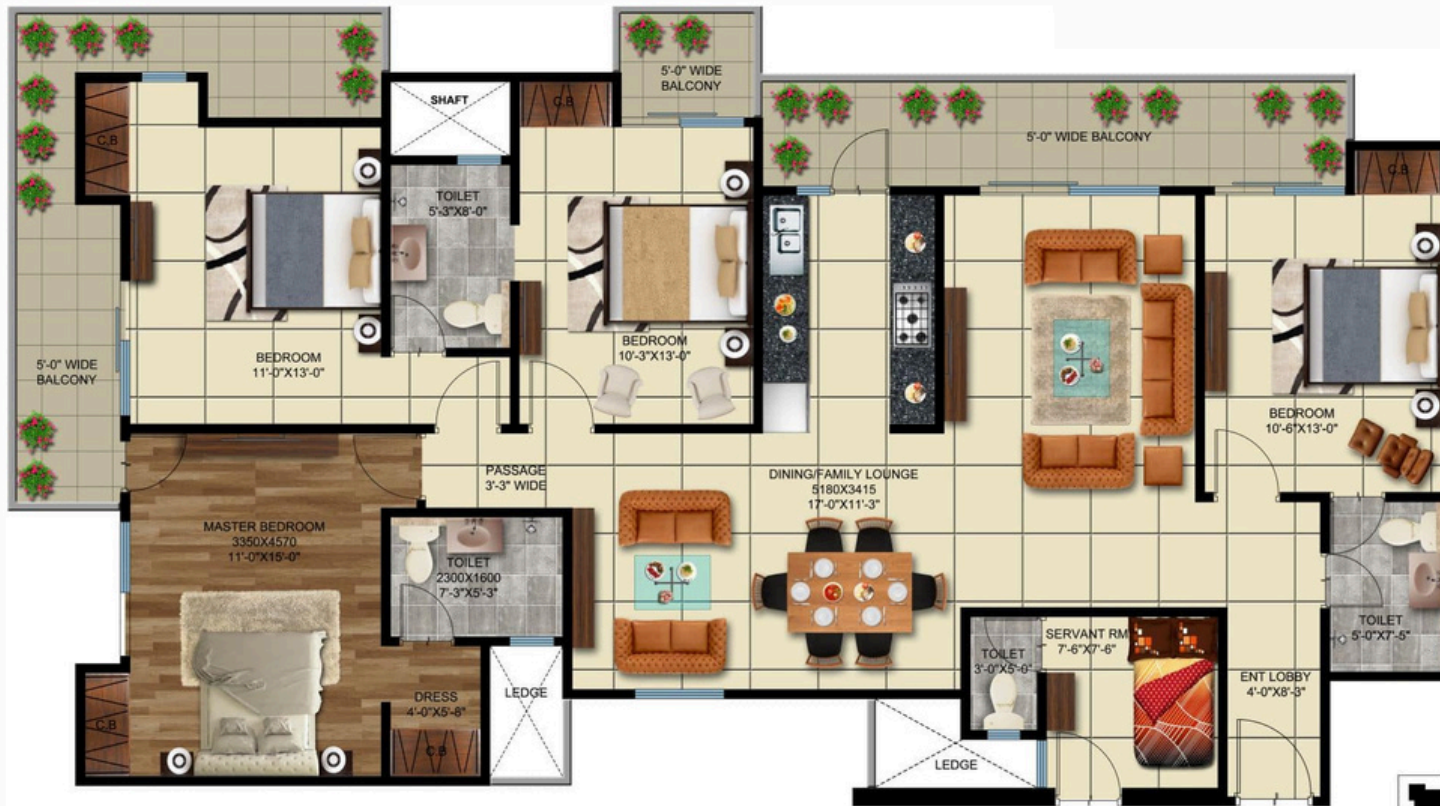 5'-0" WIDE
BALCONY
SHAFT
C.B
C.B
5'-0" WIDE BALCONY
C.B
C.B
TOILET
5'-3"X8'-0"
BEDROOM
11'-0"X13'-0"
BEDROOM
10'-3"X13'-0"
5'-0" WIDE
BALCONY
BEDROOM
10'-6"X13'-0"
PASSAGE
3'-3" WIDE
DINING/FAMILY LOUNGE
5180X3415
17'-0"X11'-3"
MASTER BEDROOM
3350X4570
11'-0"X15'-0"
TOILET
2300X1600
7'-3"X5'-3"
TOILET
5'-0"X7'-5"
SERVANT RM
7'-6"X7'-6"
TOILET
3'-0"X5'-0"
ENT LOBBY
4'-0"X8'-3"
DRESS
4'-0"X5'-8"
LEDGE
C.B
C.B
LEDGE